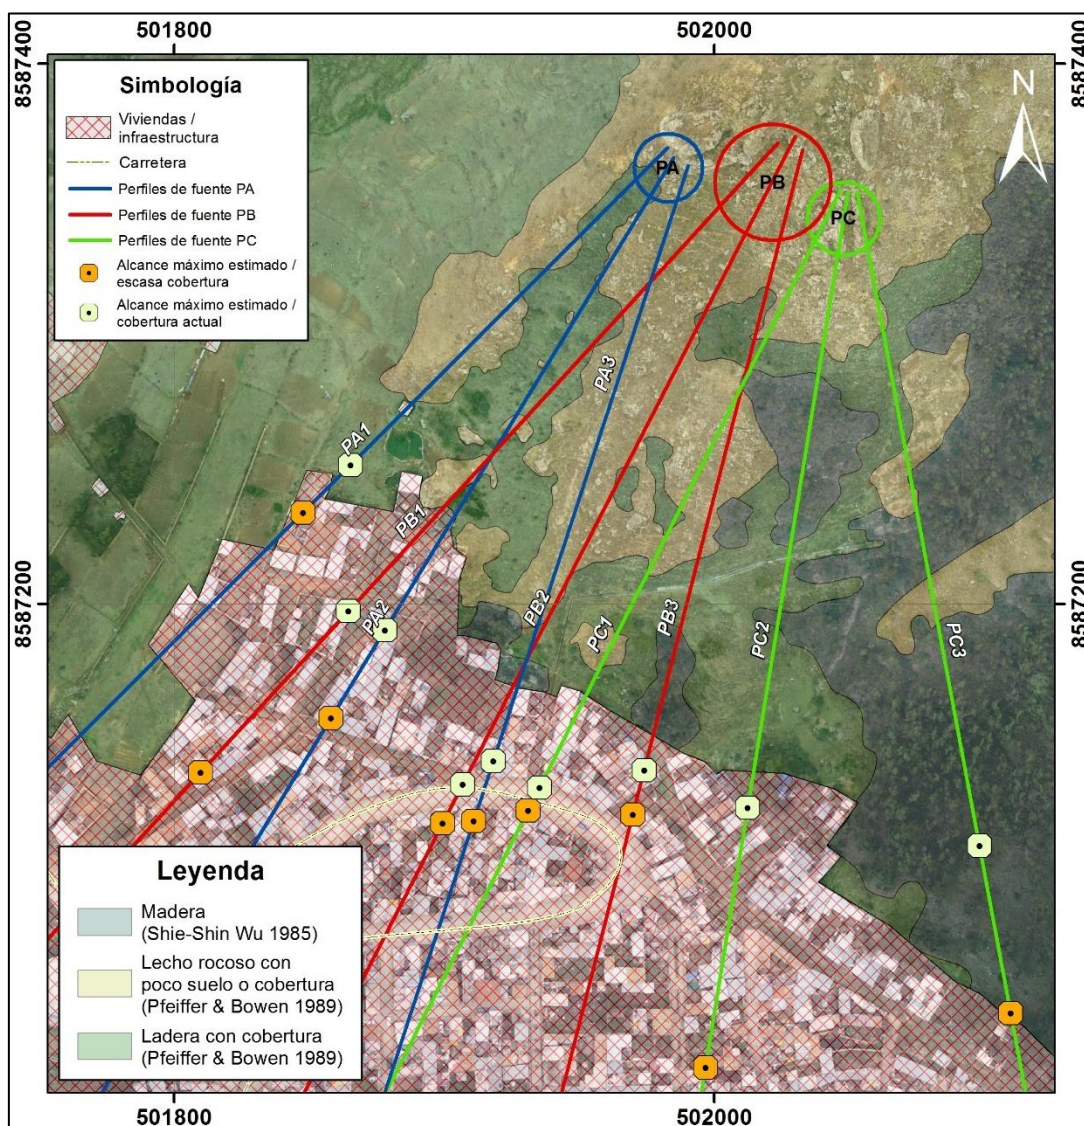 501800
502000
8587400
8587400
N
Simbología
Viviendas /
infraestructura
Carretera
Perfiles de fuente PA
Perfiles de fuente PB
Perfiles de fuente PC
Alcance máximo estimado /
escasa cobertura
Alcance máximo estimado /
cobertura actual
PA
PB
PC
PA3
PA1
PB1
8587200
8587200
PA2
PB2
PC1
PB3
PC2
PC3
Leyenda
Madera
(Shie-Shin Wu 1985)
Lecho rocoso con
poco suelo o cobertura
(Pfeiffer & Bowen 1989)
Ladera con cobertura
(Pfeiffer & Bowen 1989)
501800
502000